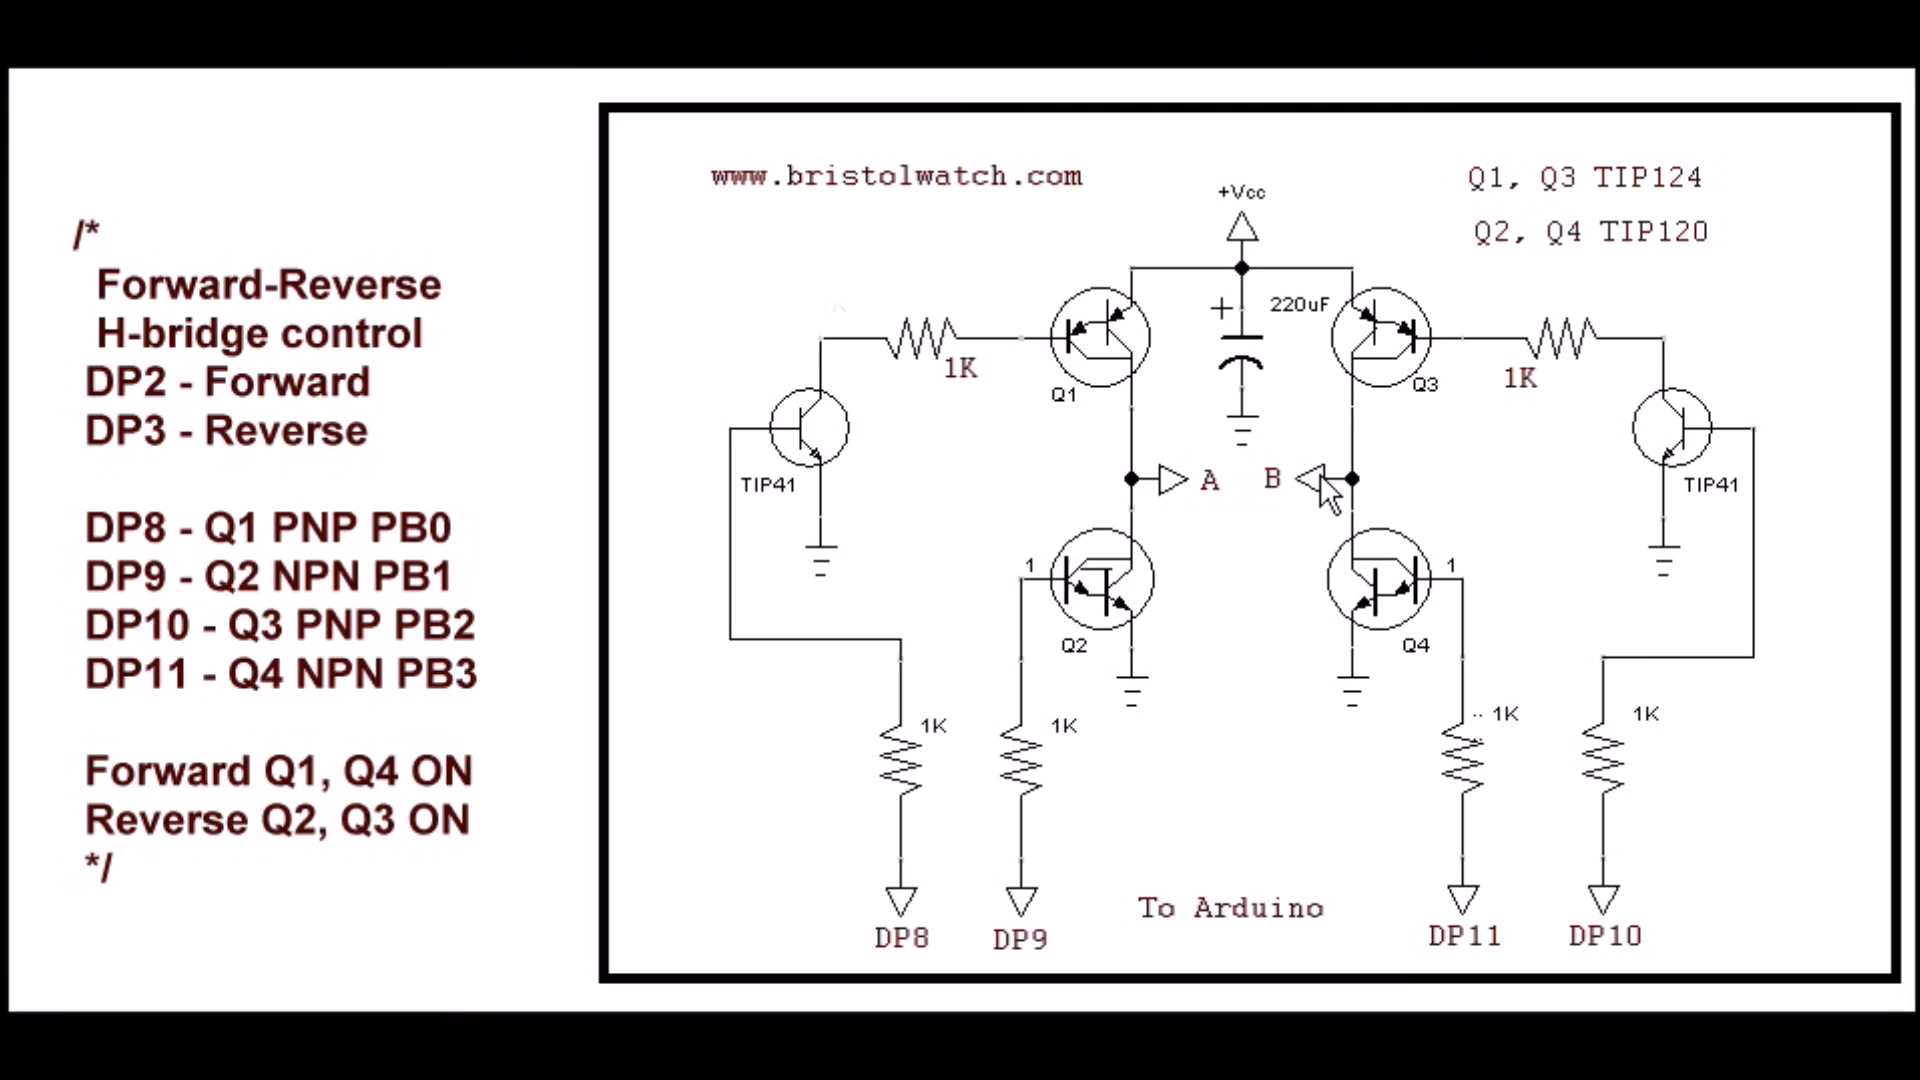 /*
Forward-Reverse
H-bridge control
DP2 - Forward
DP3 - Reverse
DP8 - Q1 PNP PB0
DP9 - Q2 NPN PB1
DP10 - Q3 PNP PB2
DP11 - Q4 NPN PB3
Forward Q1, Q4 ON
Reverse Q2, Q3 ON
*/
www.bristolwatch.com
Q1, Q3 TIP124
Q2, Q4 TIP120
+Vcc
+
220uF
1K
Q1
Q3
1K
TIP41
A
B
TIP41
1
Q2
1
Q4
1K
1K
1K
1K
To Arduino
DP8
DP9
DP11
DP10